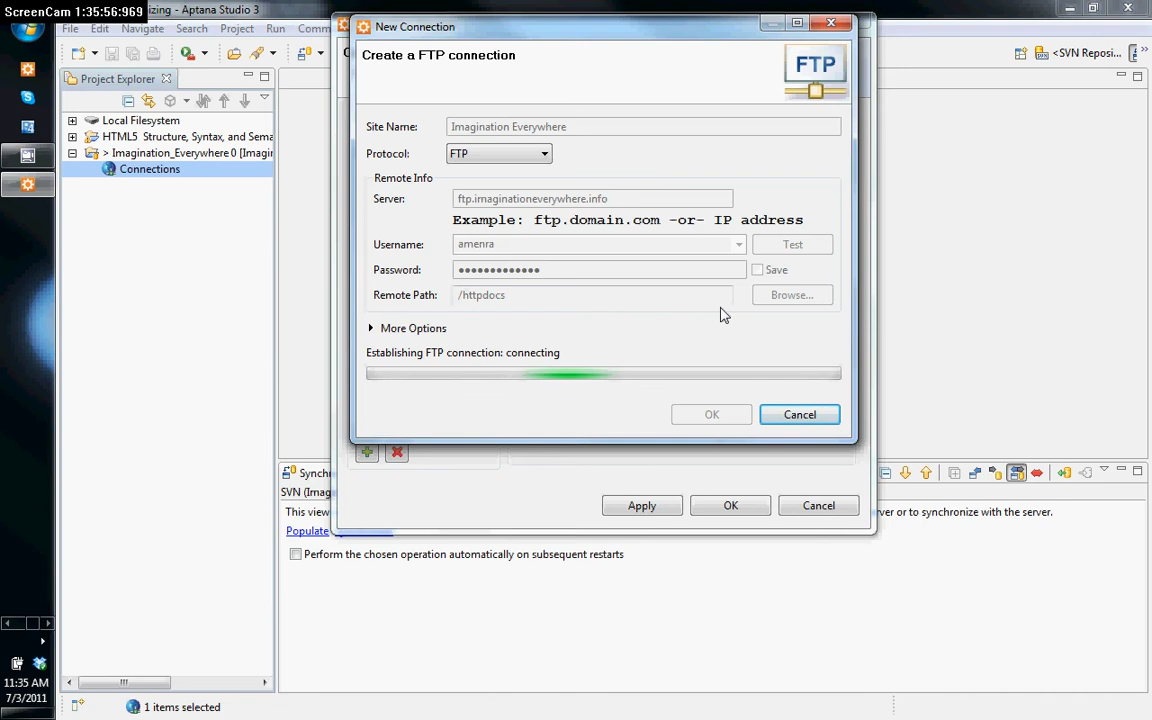 ScreenCam 1:35:56:969
izing - Aptana Studio 3
File Edit Navigate Search Project Run Comm
<SVN Reposi...
Project Explorer
Local Filesystem
HTML5 Structure, Syntax, and Sema
> Imagination_Everywhere 0 [Imagin
Connections
New Connection
Create a FTP connection
FTP
Site Name: Imagination Everywhere
Protocol: FTP
Remote Info
Server: ftp.imaginationeverywhere.info
Example: ftp.domain.com -or- IP address
Username: amenra Test
Password: ●●●●●●●●●●●●● Save
Remote Path: /httpdocs Browse...
More Options
Establishing FTP connection: connecting
OK Cancel
Apply OK Cancel
Synchr
SVN (Imag
This view ver or to synchronize with the server.
Populate
Perform the chosen operation automatically on subsequent restarts
11:35 AM
7/3/2011
1 items selected